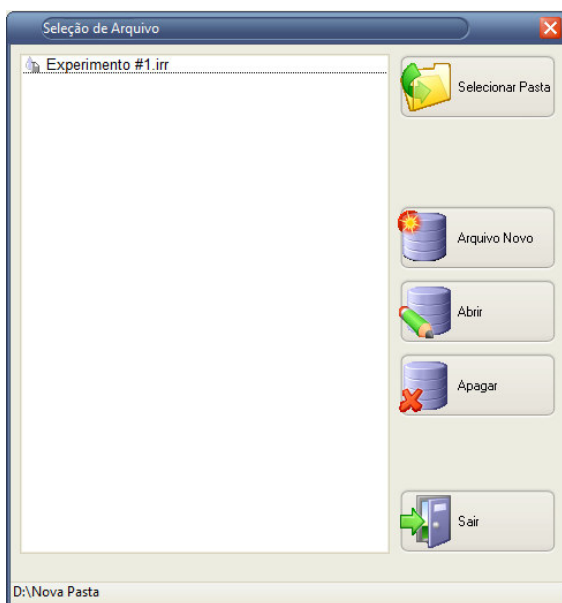 Seleção de Arquivo
Experimento #1.irr
Selecionar Pasta
Arquivo Novo
Abrir
Apagar
Sair
D:\Nova Pasta